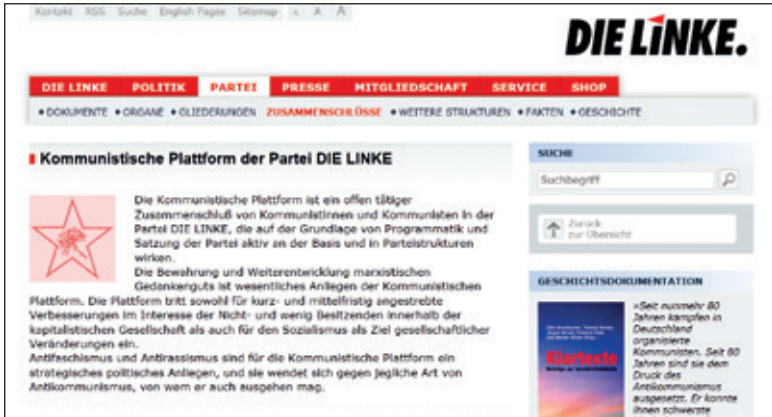 Kontakt RSS Suche English Pages Sitemap A A A
DIE LINKE.
DIE LINKE POLITIK PARTEI PRESSE MITGLIEDSCHAFT SERVICE SHOP
DOKUMENTE ORGANE GLIEDERUNGEN ZUSAMMENSCHLÜSSE WEITERE STRUKTUREN FAKTEN GESCHICHTE
Kommunistische Plattform der Partei DIE LINKE
Die Kommunistische Plattform ist ein offen tätiger
Zusammenschluß von Kommunistinnen und Kommunisten in der
Partei DIE LINKE, die auf der Grundlage von Programmatik und
Satzung der Partei aktiv an der Basis und in Parteistrukturen
wirken.
Die Bewahrung und Weiterentwicklung marxistischen
Gedankenguts ist wesentliches Anliegen der Kommunistischen
Plattform. Die Plattform tritt sowohl für kurz- und mittelfristig angestrebte
Verbesserungen im Interesse der Nicht- und wenig Besitzenden innerhalb der
kapitalistischen Gesellschaft als auch für den Sozialismus als Ziel gesellschaftlicher
Veränderungen ein.
Antifaschismus und Antirassismus sind für die Kommunistische Plattform ein
strategisches politisches Anliegen, und sie wendet sich gegen jegliche Art von
Antikommunismus, von wem er auch ausgehen mag.
SUCHE
Suchbegriff
Zurück
zur Übersicht
GESCHICHTSDOKUMENTATION
Klartexte
»Seit nunmehr 80
Jahren kämpfen in
Deutschland
organisierte
Kommunisten. Seit 80
Jahren sind sie dem
Druck des
Antikommunismus
ausgesetzt. Er konnte
ihnen schwerste